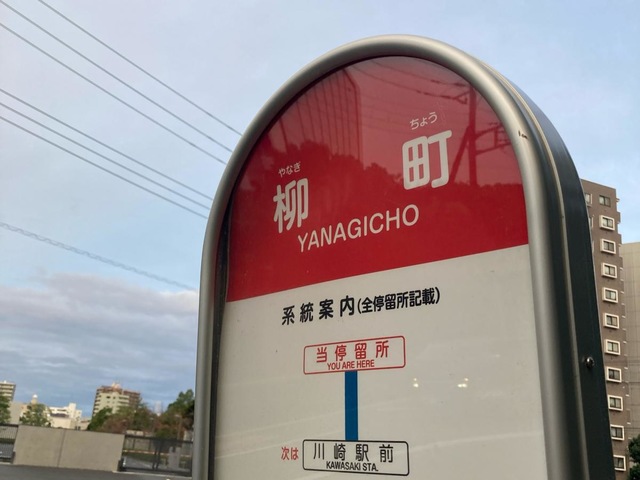 やなぎ ちょう
柳 町
YANAGICHO
系統案内(全停留所記載)
当停留所
YOU ARE HERE
次は 川崎駅前
KAWASAKI STA.